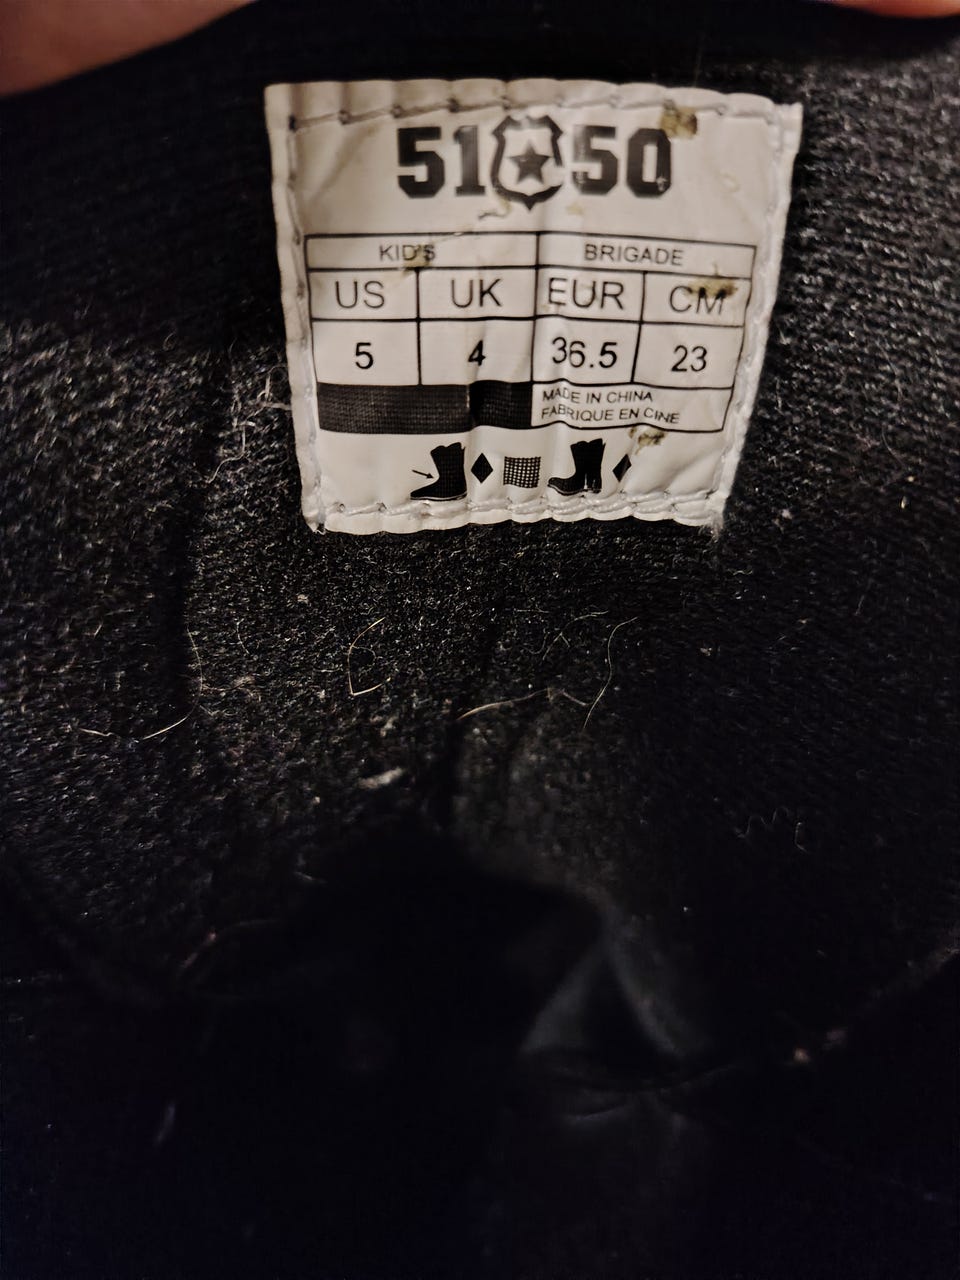 51 50
KID'S BRIGADE
US UK EUR CM
5 4 36.5 23
MADE IN CHINA
FABRIQUE EN CINE